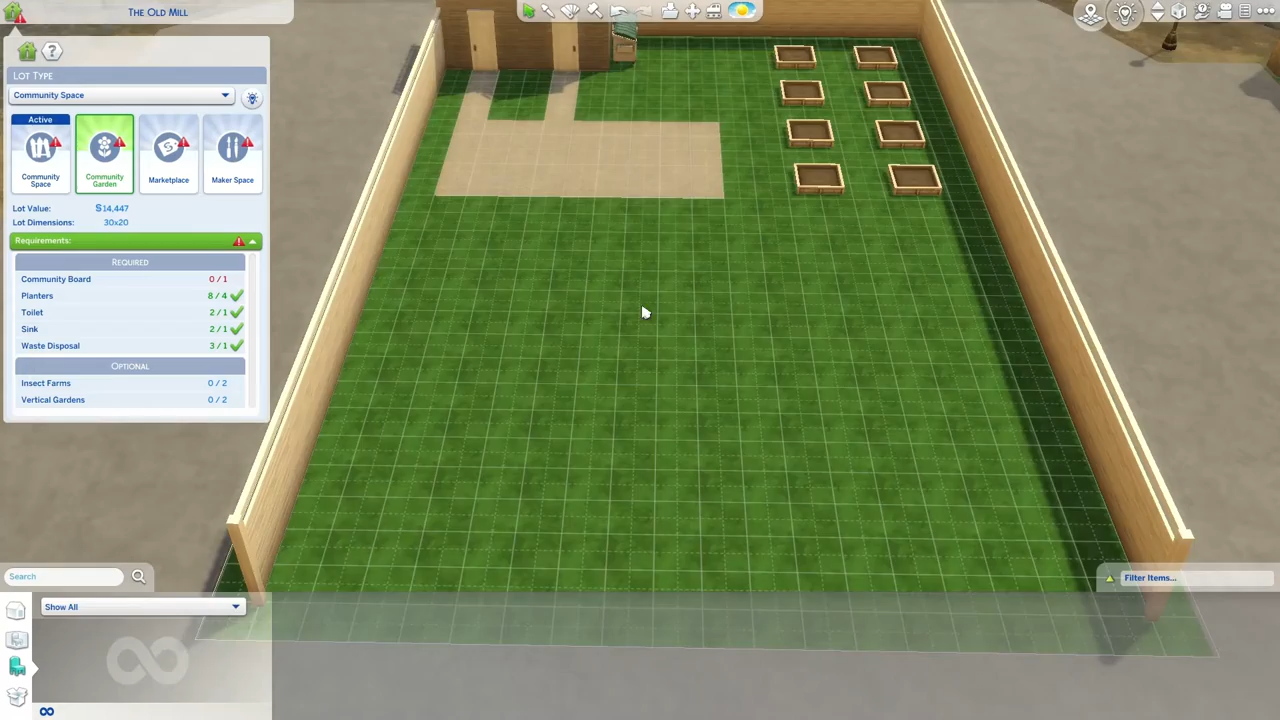 THE OLD MILL
?
LOT TYPE
Community Space
Active
Community Space
Community Garden
Marketplace
Maker Space
Lot Value: $14,447
Lot Dimensions: 30x20
Requirements:
REQUIRED
Community Board 0 / 1
Planters 8 / 4
Toilet 2 / 1
Sink 2 / 1
Waste Disposal 3 / 1
OPTIONAL
Insect Farms 0 / 2
Vertical Gardens 0 / 2
Search
Filter Items...
Show All